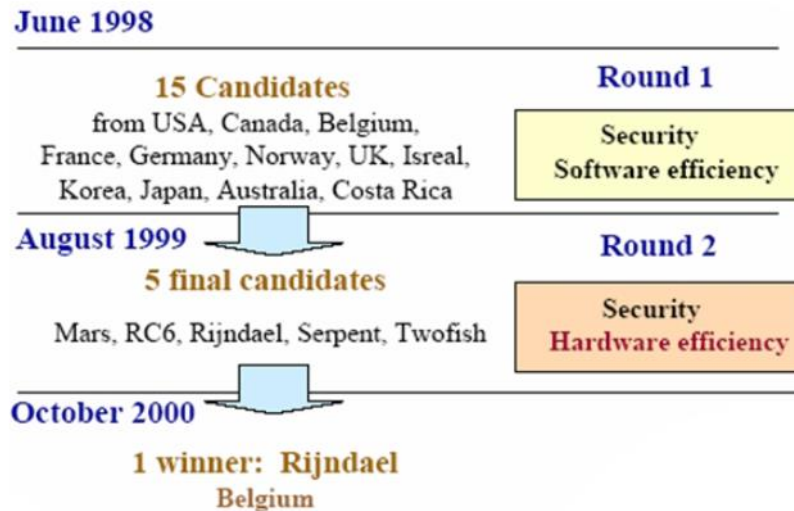 June 1998
15 Candidates
from USA, Canada, Belgium,
France, Germany, Norway, UK, Isreal,
Korea, Japan, Australia, Costa Rica
Round 1
Security
Software efficiency
August 1999
5 final candidates
Mars, RC6, Rijndael, Serpent, Twofish
Round 2
Security
Hardware efficiency
October 2000
1 winner: Rijndael
Belgium